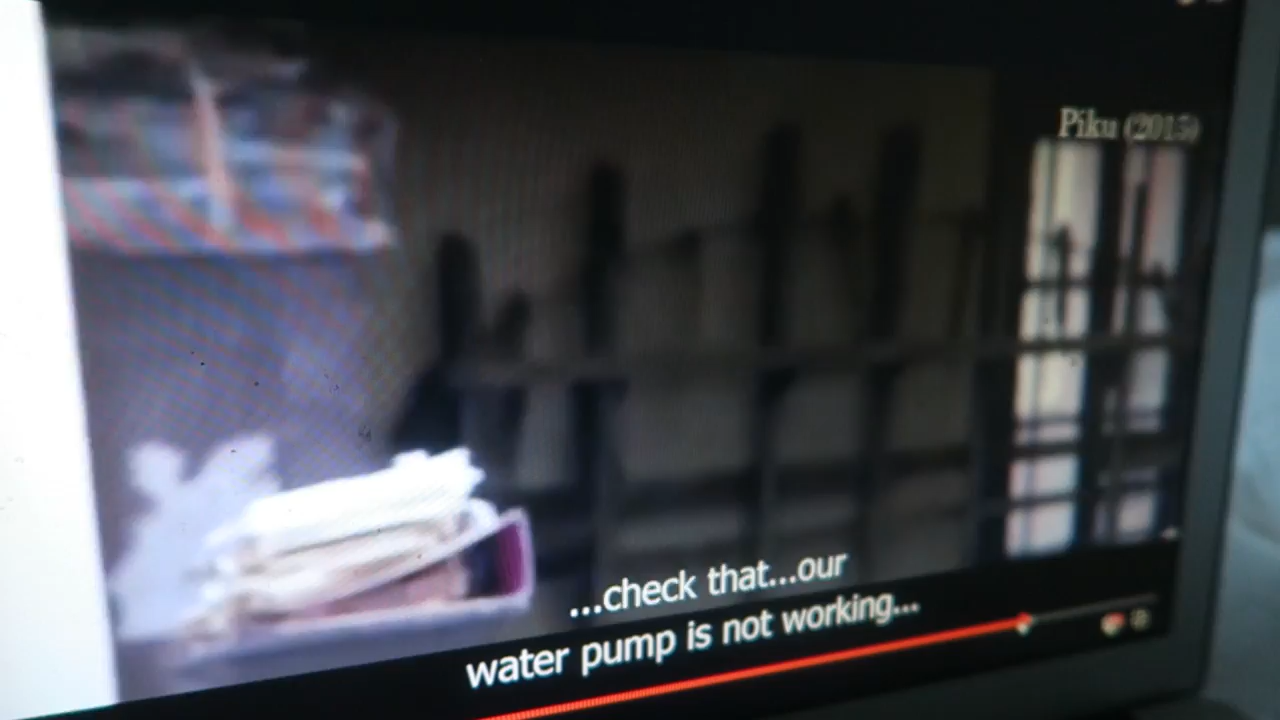 Piku (2015)
...check that...our
water pump is not working...